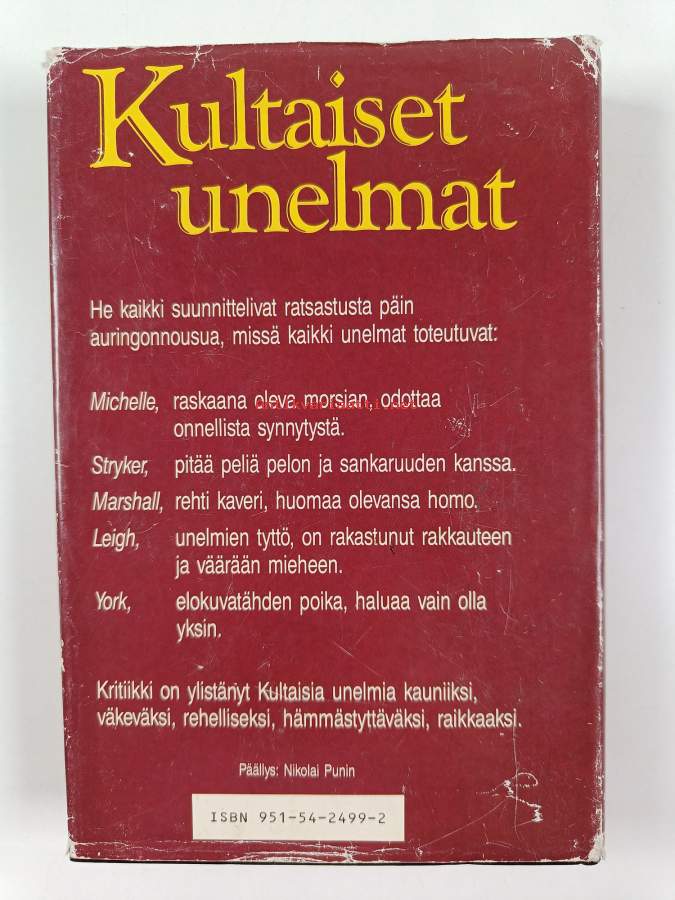 Kultaiset
unelmat
He kaikki suunnittelivat ratsastusta päin
auringonnousua, missä kaikki unelmat toteutuvat:
Michelle, raskaana oleva morsian, odottaa
onnellista synnytystä.
Stryker, pitää peliä pelon ja sankaruuden kanssa.
Marshall, rehti kaveri, huomaa olevansa homo.
Leigh, unelmien tyttö, on rakastunut rakkauteen
ja väärään mieheen.
York, elokuvatähden poika, haluaa vain olla
yksin.
Kritiikki on ylistänyt Kultaisia unelmia kauniiksi,
väkeväksi, rehelliseksi, hämmästyttäväksi, raikkaaksi.
Päällys: Nikolai Punin
ISBN 951-54-2499-2